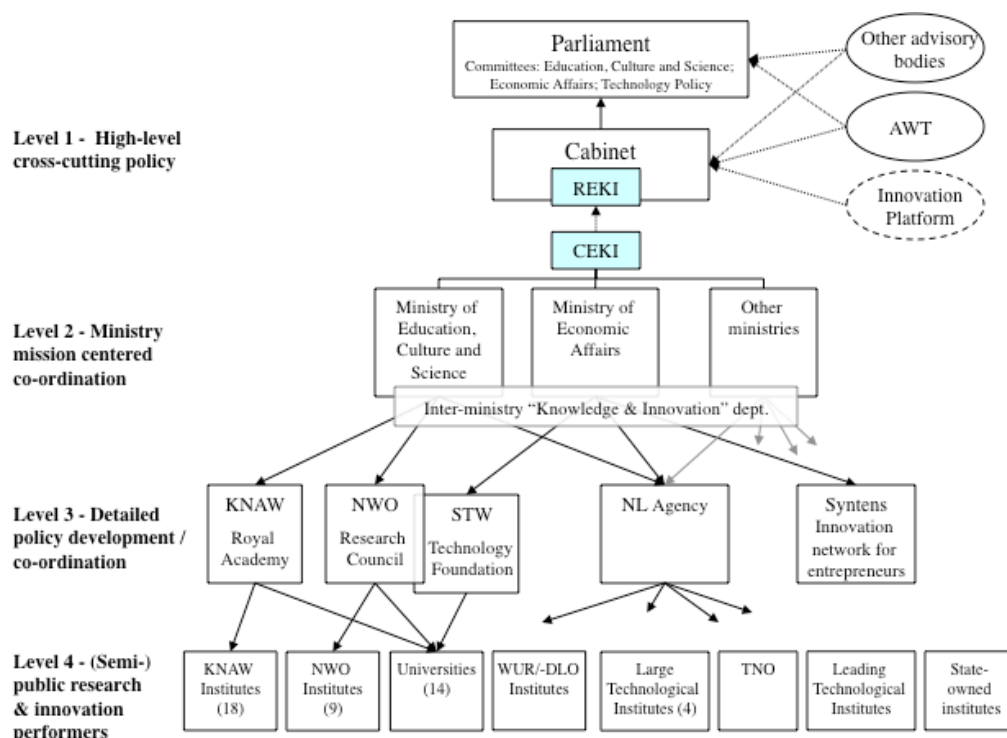 Parliament
Committees: Education, Culture and Science;
Economic Affairs; Technology Policy
Other advisory
bodies
Level 1 - High-level
cross-cutting policy
AWT
Cabinet
REKI
Innovation
Platform
CEKI
Level 2 - Ministry
mission centered
co-ordination
Ministry of
Education,
Culture and
Science
Ministry of
Economic
Affairs
Other
ministries
Inter-ministry “Knowledge & Innovation” dept.
Level 3 - Detailed
policy development /
co-ordination
KNAW
Royal
Academy
NWO
Research
Council
STW
Technology
Foundation
NL Agency
Syntens
Innovation
network for
entrepreneurs
Level 4 - (Semi-)
public research
& innovation
performers
KNAW
Institutes
(18)
NWO
Institutes
(9)
Universities
(14)
WUR/-DLO
Institutes
Large
Technological
Institutes (4)
TNO
Leading
Technological
Institutes
State-
owned
institutes